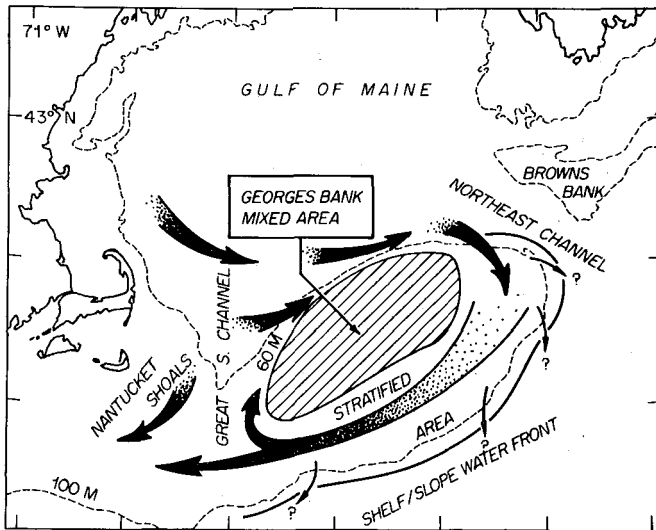 71° W
GULF OF MAINE
43° N
BROWNS
BANK
GEORGES BANK
MIXED AREA
NORTHEAST CHANNEL
?
GREAT S. CHANNEL
60 M
?
NANTUCKET
SHOALS
STRATIFIED
AREA
?
SHELF/SLOPE WATER FRONT
100 M
?